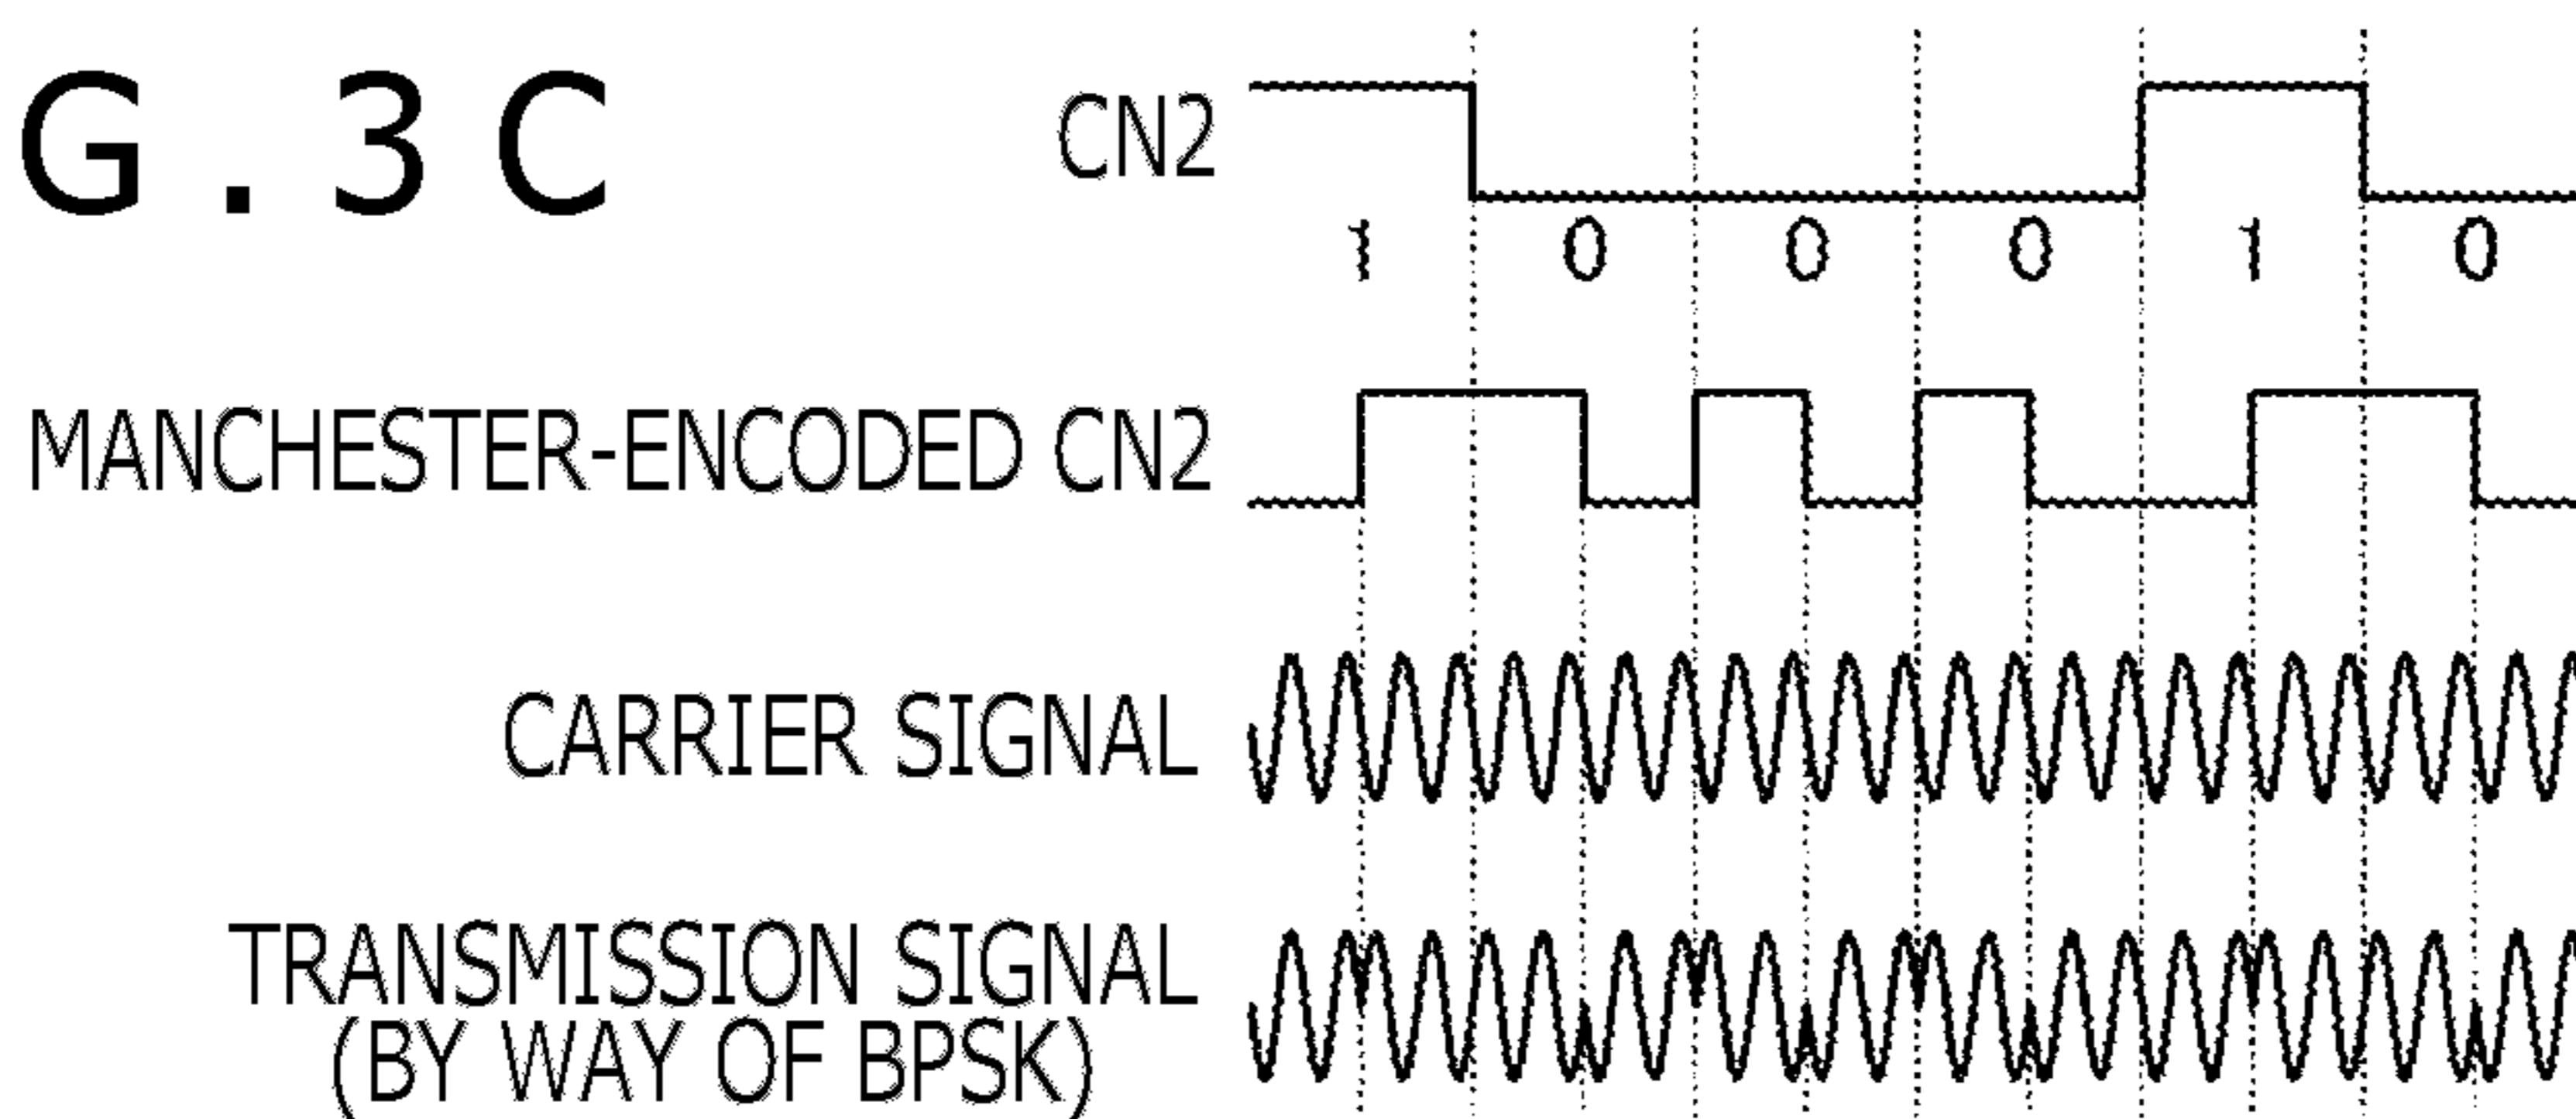 G.3C
CN2
1 0 0 0 1 0
MANCHESTER-ENCODED CN2
CARRIER SIGNAL
TRANSMISSION SIGNAL
(BY WAY OF BPSK)